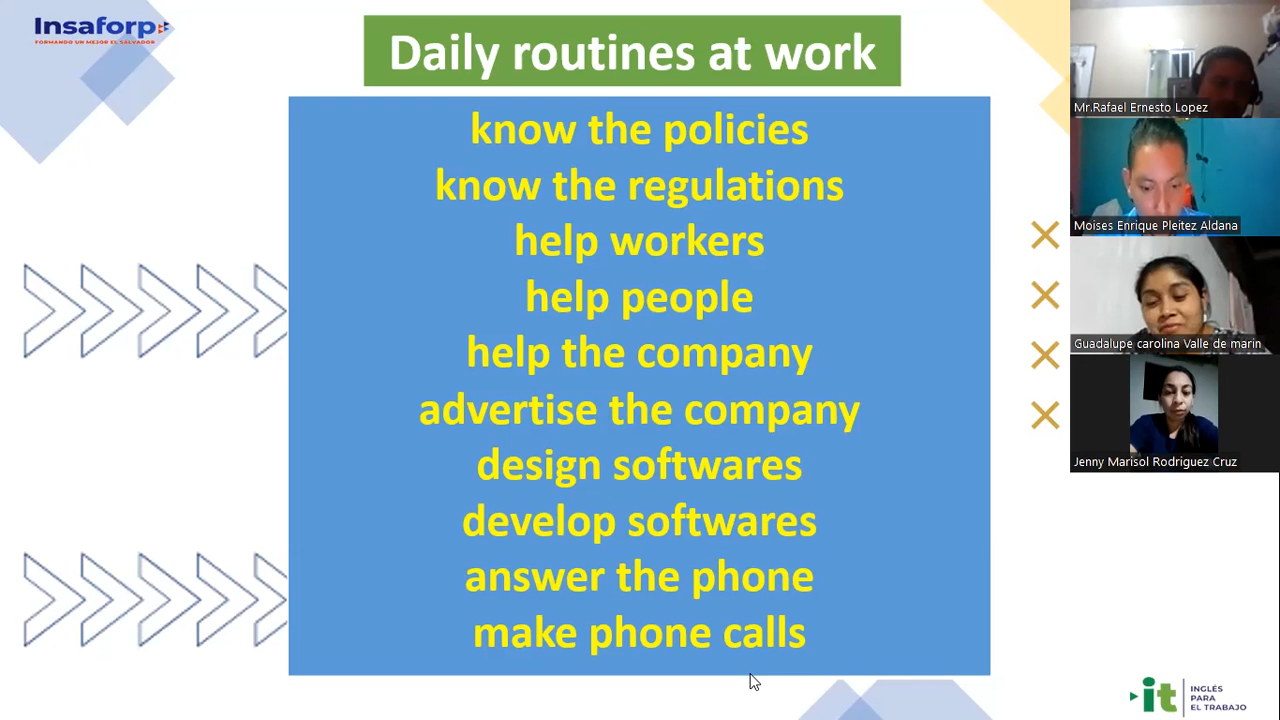 Insaforp
FORMANDO UN MEJOR EL SALVADOR
Daily routines at work
know the policies
know the regulations
help workers
help people
help the company
advertise the company
design softwares
develop softwares
answer the phone
make phone calls
Mr.Rafael Ernesto Lopez
Moises Enrique Pleitez Aldana
Guadalupe carolina Valle de marin
Jenny Marisol Rodriguez Cruz
it
INGLÉS
PARA
EL TRABAJO